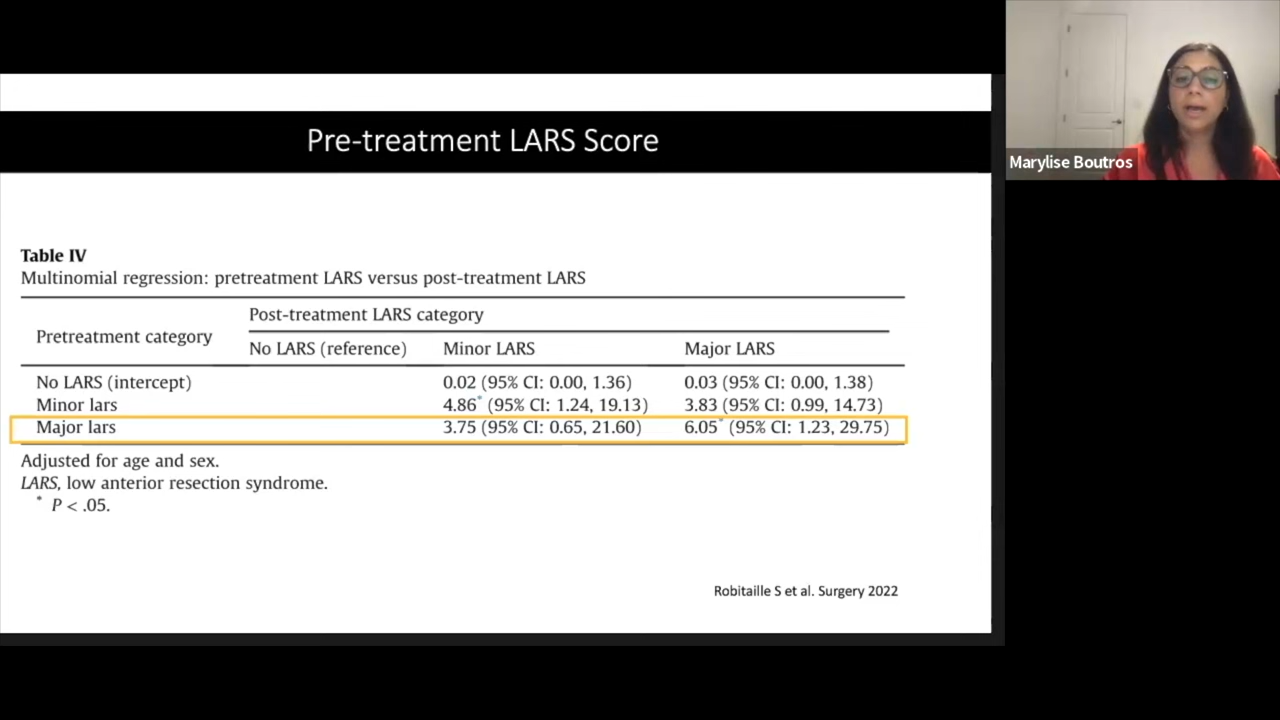 Pre-treatment LARS Score
Marylise Boutros
Table IV
Multinomial regression: pretreatment LARS versus post-treatment LARS
Pretreatment category
Post-treatment LARS category
No LARS (reference) Minor LARS Major LARS
No LARS (intercept) 0.02 (95% CI: 0.00, 1.36) 0.03 (95% CI: 0.00, 1.38)
Minor lars 4.86* (95% CI: 1.24, 19.13) 3.83 (95% CI: 0.99, 14.73)
Major lars 3.75 (95% CI: 0.65, 21.60) 6.05* (95% CI: 1.23, 29.75)
Adjusted for age and sex.
LARS, low anterior resection syndrome.
* P < .05.
Robitaille S et al. Surgery 2022